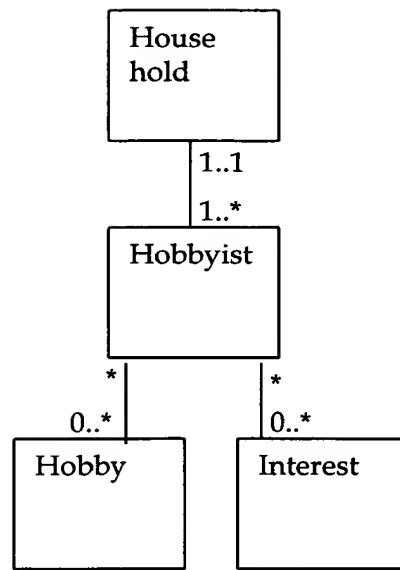 House
hold
1..1
1..*
Hobbyist
* *
0..* 0..*
Hobby Interest